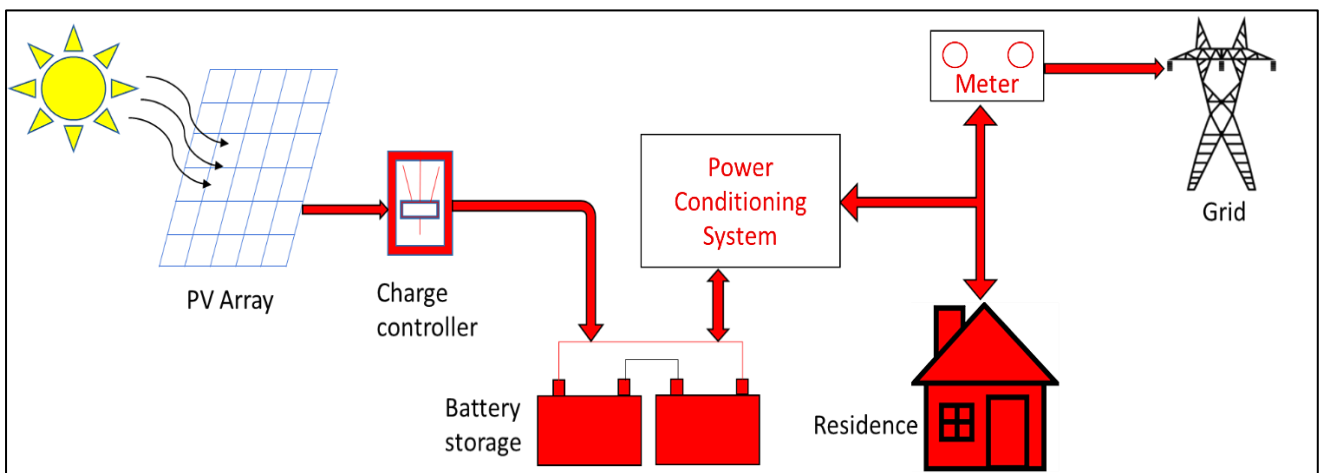 Meter
Power
Conditioning
System
Grid
PV Array
Charge
controller
Battery
storage
Residence